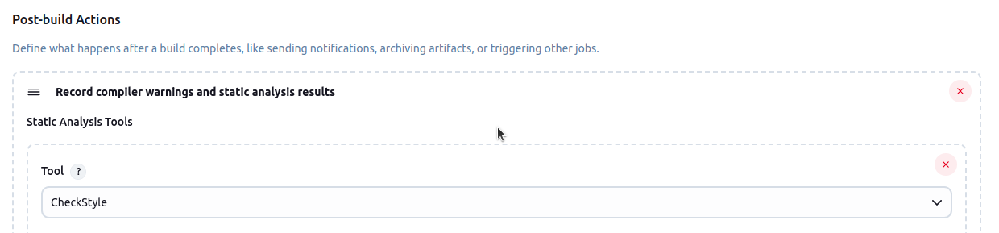 Post-build Actions
Define what happens after a build completes, like sending notifications, archiving artifacts, or triggering other jobs.
Record compiler warnings and static analysis results
Static Analysis Tools
Tool ?
CheckStyle